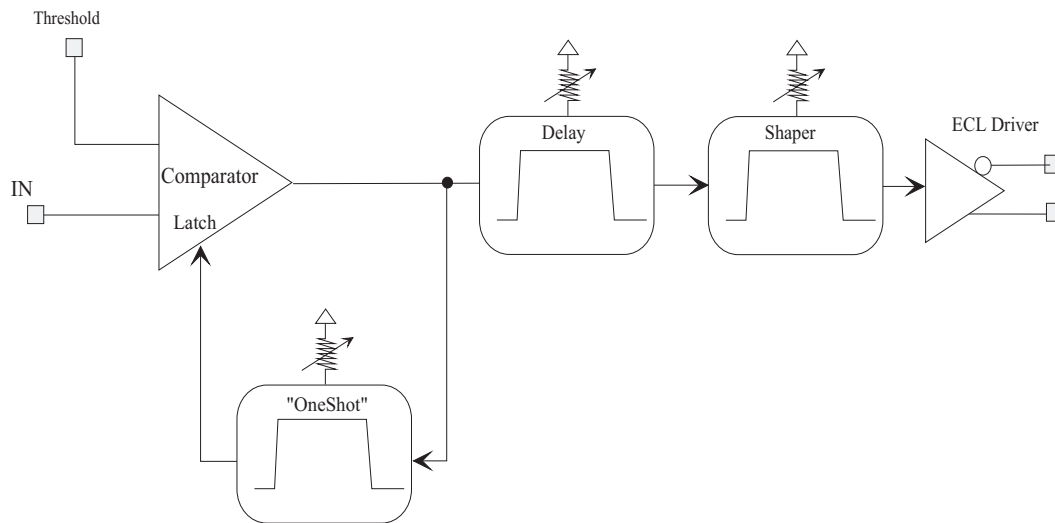 Threshold
IN
Comparator
Latch
Delay
Shaper
ECL Driver
"OneShot"